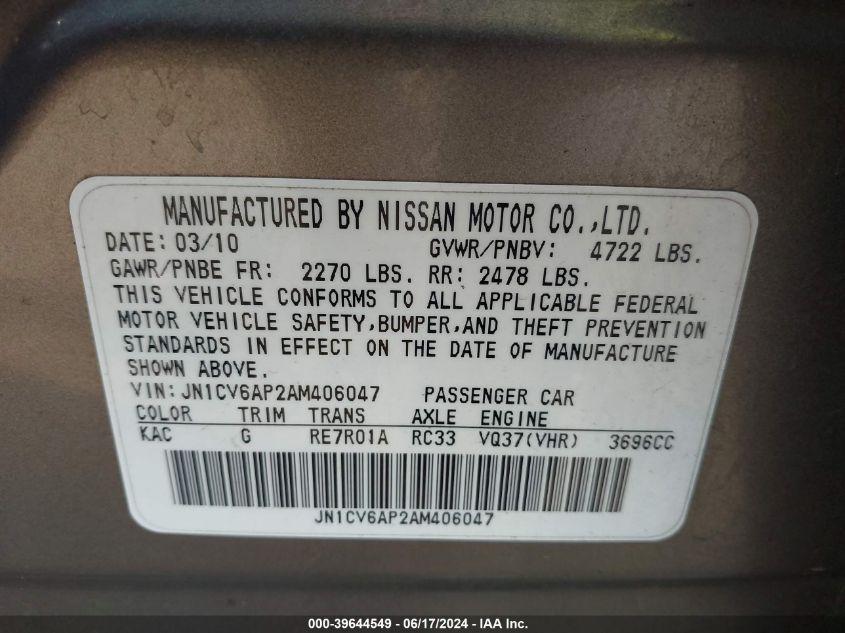 MANUFACTURED BY NISSAN MOTOR CO.,LTD.
DATE: 03/10 GVWR/PNBV: 4722 LBS.
GAWR/PNBE FR: 2270 LBS. RR: 2478 LBS.
THIS VEHICLE CONFORMS TO ALL APPLICABLE FEDERAL
MOTOR VEHICLE SAFETY,BUMPER,AND THEFT PREVENTION
STANDARDS IN EFFECT ON THE DATE OF MANUFACTURE
SHOWN ABOVE.
VIN:JN1CV6AP2AM406047 PASSENGER CAR
COLOR TRIM TRANS AXLE ENGINE
KAC G RE7R01A RC33 VQ37(VHR) 3696CC
JN1CV6AP2AM406047
000-39644549 - 06/17/2024 - IAA Inc.